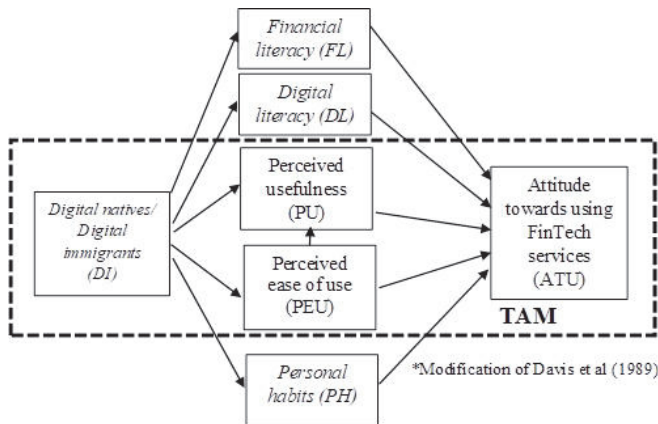 Financial
literacy (FL)
Digital
literacy (DL)
Perceived
usefulness
(PU)
Digital natives/
Digital
immigrants
(DI)
Attitude
towards using
FinTech
services
(ATU)
Perceived
ease of use
(PEU)
TAM
Personal
habits (PH)
*Modification of Davis et al (1989)